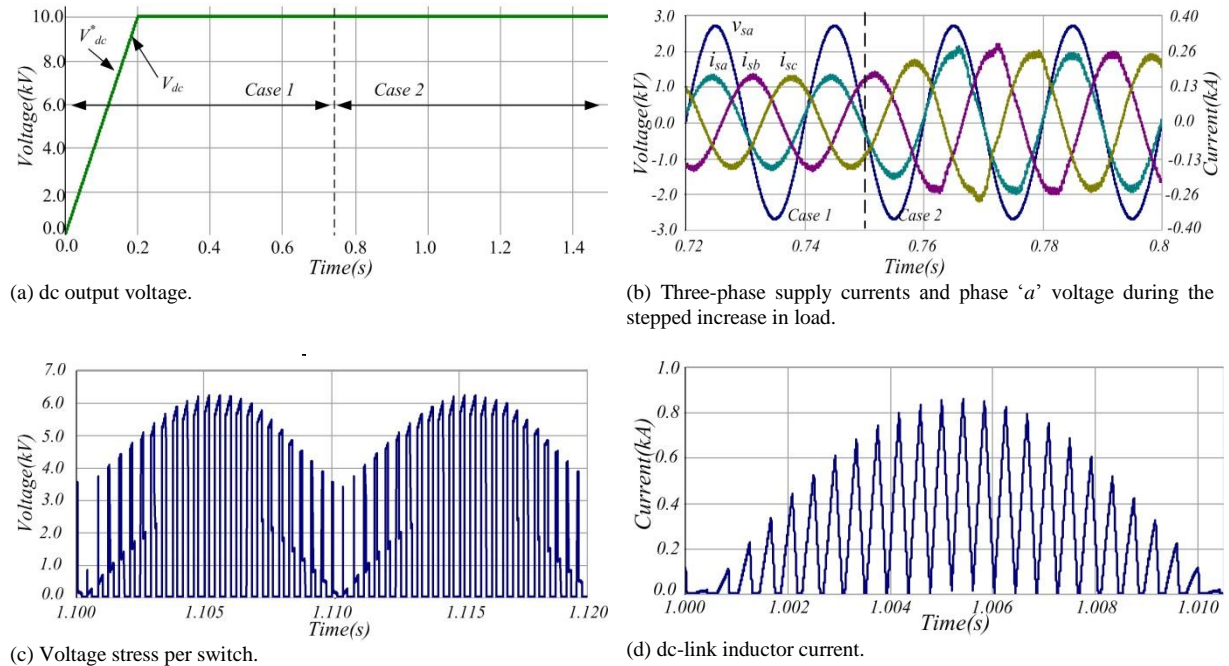 10.0
8.0
6.0
4.0
2.0
0.0
Voltage(kV)
V*dc
Vdc
Case 1
Case 2
0.0 0.2 0.4 0.6 0.8 1.0 1.2 1.4
Time(s)
(a) dc output voltage.
3.0
2.0
1.0
0.0
-1.0
-2.0
-3.0
Voltage(kV)
vsa
isa isb isc
Case 1
Case 2
0.40
0.26
0.13
0.0
-0.13
-0.26
-0.40
Current(kA)
0.72 0.74 0.76 0.78 0.8
Time(s)
(b) Three-phase supply currents and phase ‘a’ voltage during the
stepped increase in load.
7.0
6.0
5.0
4.0
3.0
2.0
1.0
0.0
Voltage(kV)
1.100 1.105 1.110 1.115 1.120
Time(s)
(c) Voltage stress per switch.
1.0
0.8
0.6
0.4
0.2
0.0
Current(kA)
1.000 1.002 1.004 1.006 1.008 1.010
Time(s)
(d) dc-link inductor current.